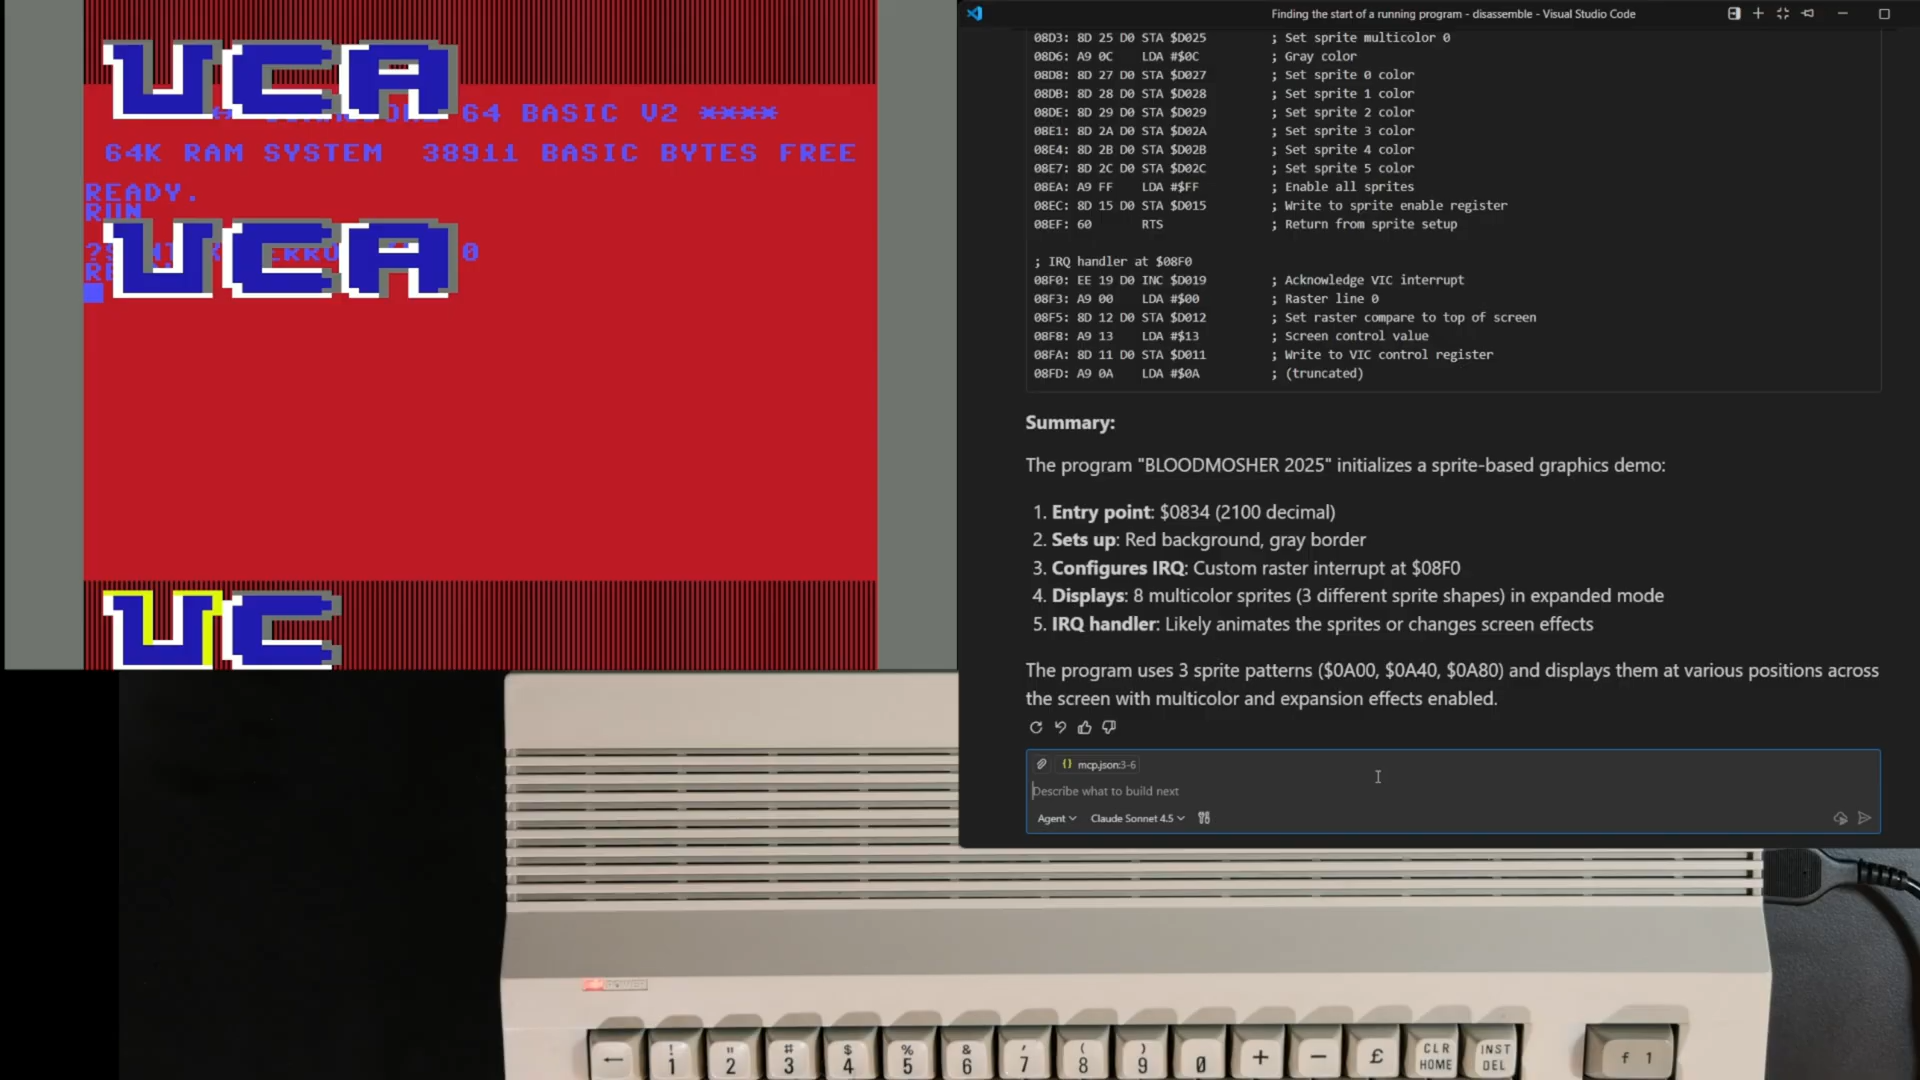 UCA
64 BASIC V2 ****
64K RAM SYSTEM 38911 BASIC BYTES FREE
READY.
RUN
UCA
0
UC
Finding the start of a running program - disassemble - Visual Studio Code
08D3: 8D 25 D0 STA $D025 ; Set sprite multicolor 0
08D6: A9 0C LDA #$0C ; Gray color
08D8: 8D 27 D0 STA $D027 ; Set sprite 0 color
08DB: 8D 28 D0 STA $D028 ; Set sprite 1 color
08DE: 8D 29 D0 STA $D029 ; Set sprite 2 color
08E1: 8D 2A D0 STA $D02A ; Set sprite 3 color
08E4: 8D 2B D0 STA $D02B ; Set sprite 4 color
08E7: 8D 2C D0 STA $D02C ; Set sprite 5 color
08EA: A9 FF LDA #$FF ; Enable all sprites
08EC: 8D 15 D0 STA $D015 ; Write to sprite enable register
08EF: 60 RTS ; Return from sprite setup
; IRQ handler at $08F0
08F0: EE 19 D0 INC $D019 ; Acknowledge VIC interrupt
08F3: A9 00 LDA #$00 ; Raster line 0
08F5: 8D 12 D0 STA $D012 ; Set raster compare to top of screen
08F8: A9 13 LDA #$13 ; Screen control value
08FA: 8D 11 D0 STA $D011 ; Write to VIC control register
08FD: A9 0A LDA #$0A ; (truncated)
Summary:
The program "BLOODMOSHER 2025" initializes a sprite-based graphics demo:
1. Entry point: $0834 (2100 decimal)
2. Sets up: Red background, gray border
3. Configures IRQ: Custom raster interrupt at $08F0
4. Displays: 8 multicolor sprites (3 different sprite shapes) in expanded mode
5. IRQ handler: Likely animates the sprites or changes screen effects
The program uses 3 sprite patterns ($0A00, $0A40, $0A80) and displays them at various positions across
the screen with multicolor and expansion effects enabled.
{} mcp.json:3-6
Describe what to build next
Agent Claude Sonnet 4.5
POWER
← ! 1 " 2 # 3 $ 4 % 5 & 6 ' 7 ( 8 ) 9 0 + - £ CLR HOME INST DEL f 1